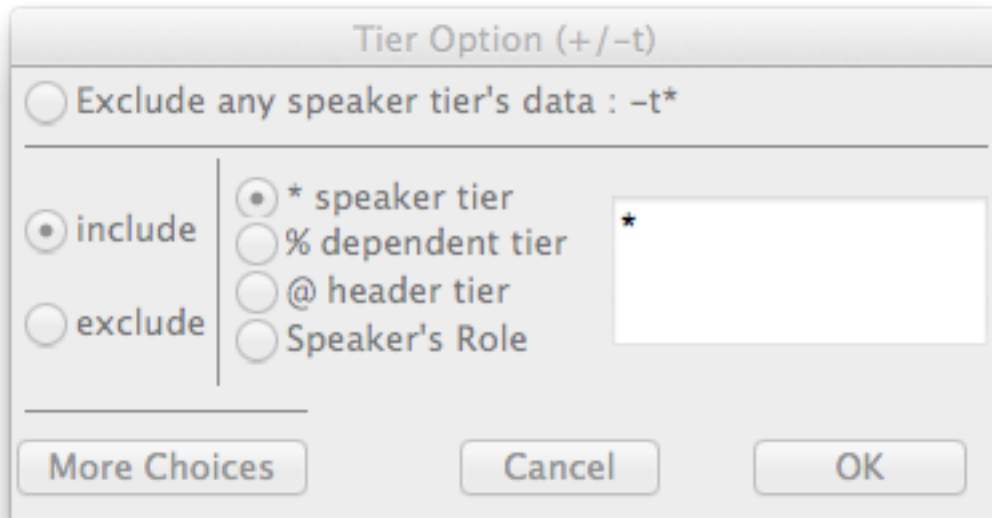 Tier Option (+/-t)
Exclude any speaker tier's data : -t*
* speaker tier
*
include
% dependent tier
@ header tier
exclude
Speaker's Role
More Choices
Cancel
OK